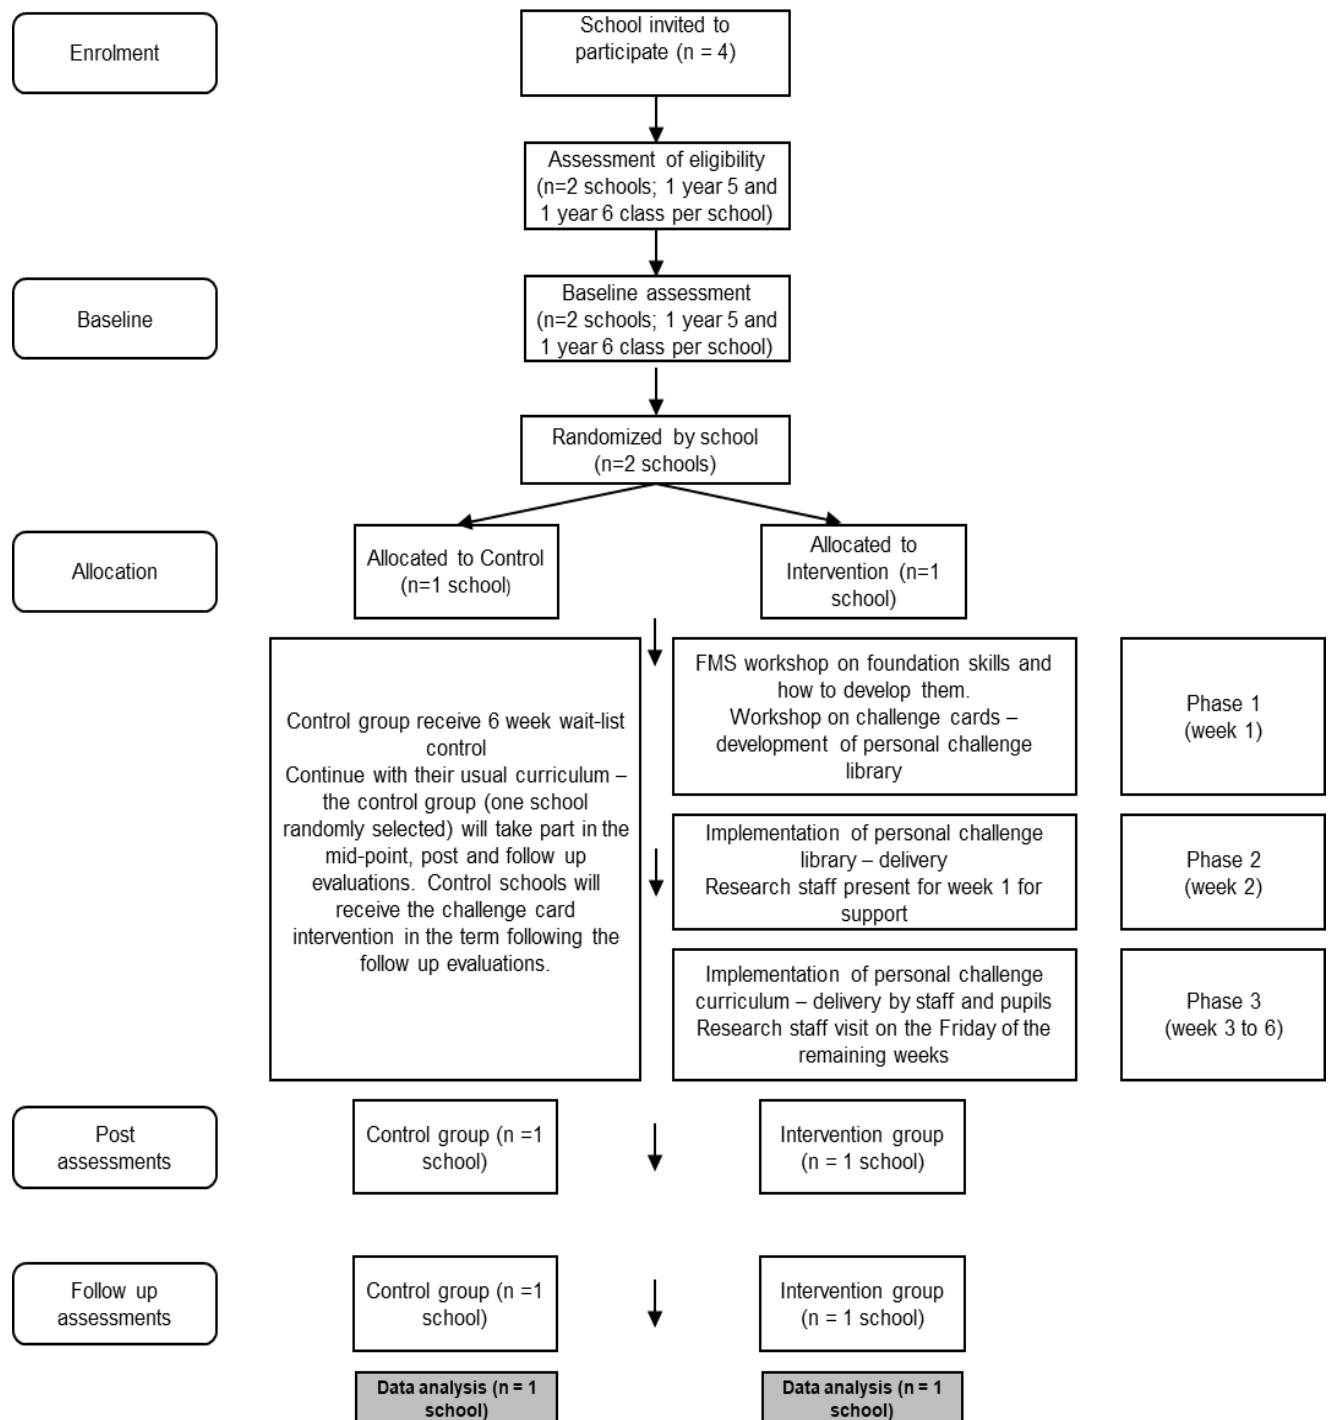 Enrolment
School invited to
participate (n = 4)
Assessment of eligibility
(n=2 schools; 1 year 5 and
1 year 6 class per school)
Baseline
Baseline assessment
(n=2 schools; 1 year 5 and
1 year 6 class per school)
Randomized by school
(n=2 schools)
Allocation
Allocated to Control
(n=1 school)
Allocated to
Intervention (n=1
school)
Control group receive 6 week wait-list
control
Continue with their usual curriculum –
the control group (one school
randomly selected) will take part in the
mid-point, post and follow up
evaluations. Control schools will
receive the challenge card
intervention in the term following the
follow up evaluations.
FMS workshop on foundation skills and
how to develop them.
Workshop on challenge cards –
development of personal challenge
library
Phase 1
(week 1)
Implementation of personal challenge
library – delivery
Research staff present for week 1 for
support
Phase 2
(week 2)
Implementation of personal challenge
curriculum – delivery by staff and pupils
Research staff visit on the Friday of the
remaining weeks
Phase 3
(week 3 to 6)
Post
assessments
Control group (n =1
school)
Intervention group
(n = 1 school)
Follow up
assessments
Control group (n =1
school)
Intervention group
(n = 1 school)
Data analysis (n = 1
school)
Data analysis (n = 1
school)